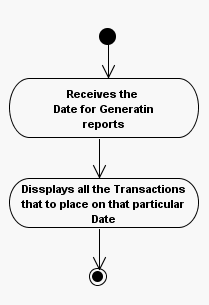 Receives the
Date for Generatin
reports
Dissplays all the Transactions
that to place on that particular
Date